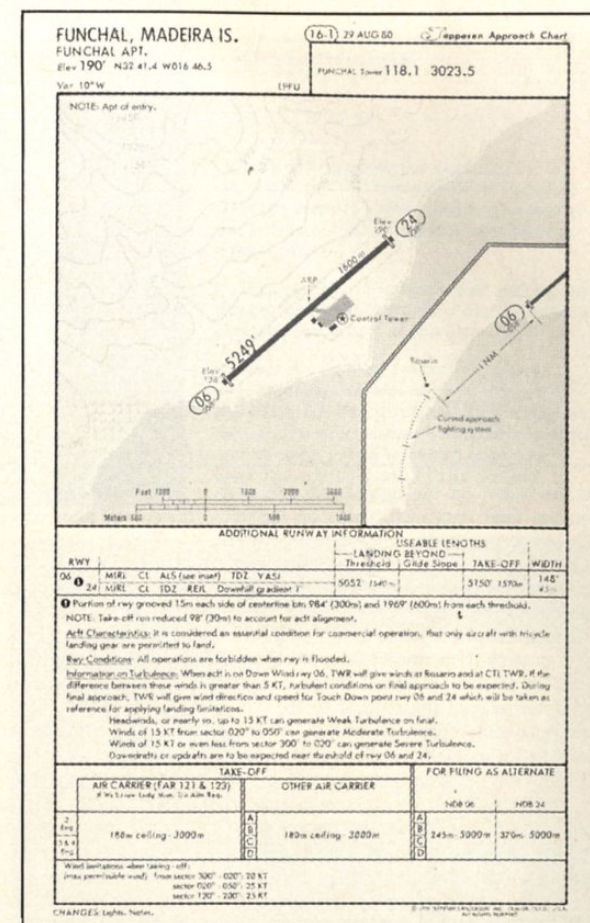 FUNCHAL, MADEIRA IS.
FUNCHAL APT.
Elev 190' N32 41.4 W016 46.5
Var 10°W
LPFU
16-1 29 AUG 80 Jeppesen Approach Chart
FUNCHAL Tower 118.1 3023.5
NOTE: Apt of entry.
Elev 190'
24
1600m
ARP
Control Tower
5249'
Elev
06
06
1 NM
Rosario
Curved approach
lighting system
Feet 1000 0 1000 2000 3000
Meters 500 0 500 1000
ADDITIONAL RUNWAY INFORMATION
USEABLE LENGTHS
LANDING BEYOND
RWY Threshold Glide Slope TAKE-OFF WIDTH
06 MIRL CL ALS (see inset) TDZ VASI
24 MIRL CL TDZ REIL Downhill gradient
5052' 1540m 5150' 1570m 148' 45m
❶ Portion of rwy grooved 15m each side of centerline btn 984' (300m) and 1969' (600m) from each threshold.
NOTE: Take-off run reduced 98' (30m) to account for acft alignment.
Acft Characteristics: It is considered an essential condition for commercial operation, that only aircraft with tricycle
landing gear are permitted to land.
Rwy Conditions: All operations are forbidden when rwy is flooded.
Information on Turbulence: When acft is on Down Wind rwy 06, TWR will give winds at Rosario and at CTL TWR. If the
difference between these winds is greater than 5 KT, turbulent conditions on final approach to be expected. During
final approach, TWR will give wind direction and speed for Touch Down point rwy 06 and 24 which will be taken as
reference for applying landing limitations.
Headwinds, or nearly so, up to 15 KT can generate Weak Turbulence on final.
Winds of 15 KT from sector 020° to 050° can generate Moderate Turbulence.
Winds of 15 KT or even less from sector 300° to 020° can generate Severe Turbulence.
Downdrafts or updrafts are to be expected near threshold of rwy 06 and 24.
TAKE-OFF FOR FILING AS ALTERNATE
AIR CARRIER (FAR 121 & 123) OTHER AIR CARRIER
NDB 06 NDB 24
2 Eng
3 & 4 Eng
180m ceiling - 3000m
A B C D
180m ceiling - 3000m
A B C D
245m - 5000m 370m - 5000m
Wind limitations when taking-off:
(max permissible wind) from sector 300° - 020°: 20 KT
sector 020° - 050°: 25 KT
sector 120° - 200°: 25 KT
CHANGES: Lights. Notes.